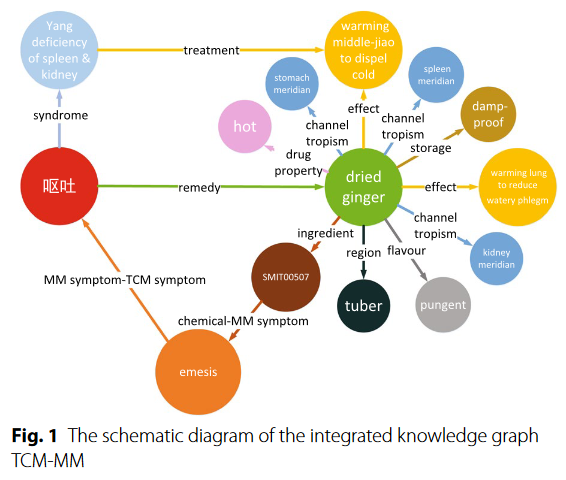 Yang
deficiency
of spleen &
kidney
treatment
warming
middle-jiao
to dispel
cold
stomach
meridian
spleen
meridian
damp-
proof
syndrome
effect
channel
tropism
channel
tropism
storage
hot
drug
property
呕吐
remedy
dried
ginger
effect
warming lung
to reduce
watery phlegm
channel
tropism
kidney
meridian
ingredient
region
flavour
SMIT00507
tuber
pungent
MM symptom-TCM symptom
chemical-MM symptom
emesis
Fig. 1 The schematic diagram of the integrated knowledge graph
TCM-MM